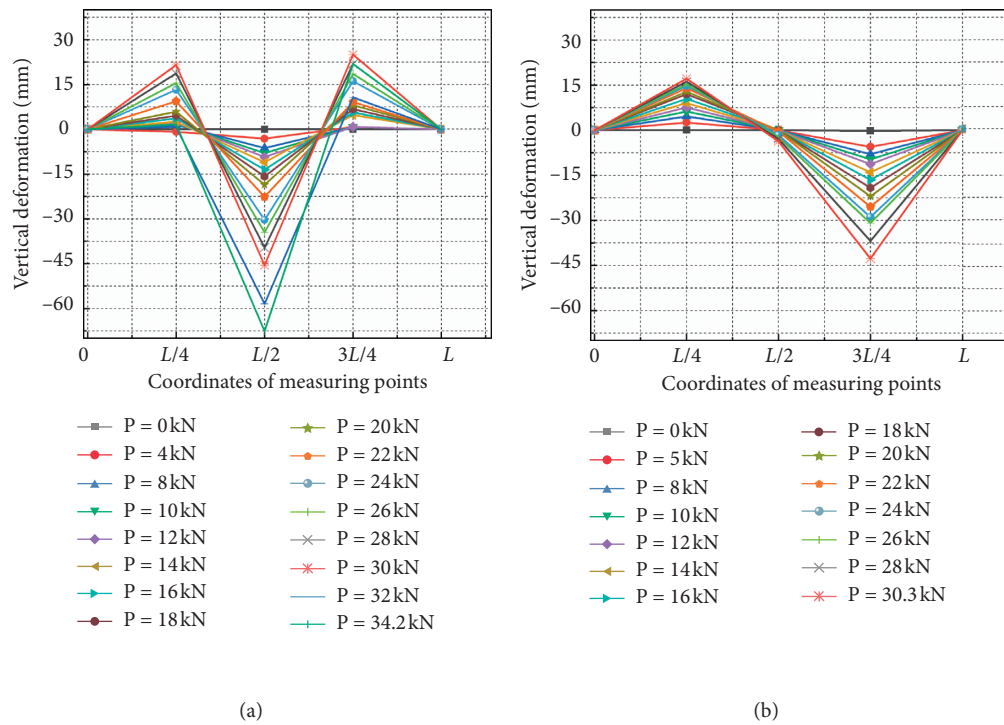 Vertical deformation (mm)
30
15
0
–15
–30
–45
–60
0
L/4
L/2
3L/4
L
Coordinates of measuring points
P = 0 kN
P = 4 kN
P = 8 kN
P = 10 kN
P = 12 kN
P = 14 kN
P = 16 kN
P = 18 kN
P = 20 kN
P = 22 kN
P = 24 kN
P = 26 kN
P = 28 kN
P = 30 kN
P = 32 kN
P = 34.2 kN
(a)
Vertical deformation (mm)
30
15
0
–15
–30
–45
–60
0
L/4
L/2
3L/4
L
Coordinates of measuring points
P = 0 kN
P = 5 kN
P = 8 kN
P = 10 kN
P = 12 kN
P = 14 kN
P = 16 kN
P = 18 kN
P = 20 kN
P = 22 kN
P = 24 kN
P = 26 kN
P = 28 kN
P = 30.3 kN
(b)